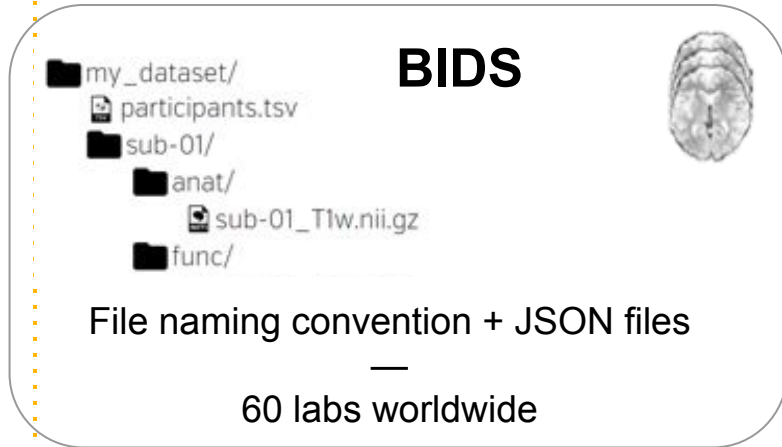 BIDS
my_dataset/
participants.tsv
sub-01/
anat/
sub-01_T1w.nii.gz
func/
File naming convention + JSON files
—
60 labs worldwide